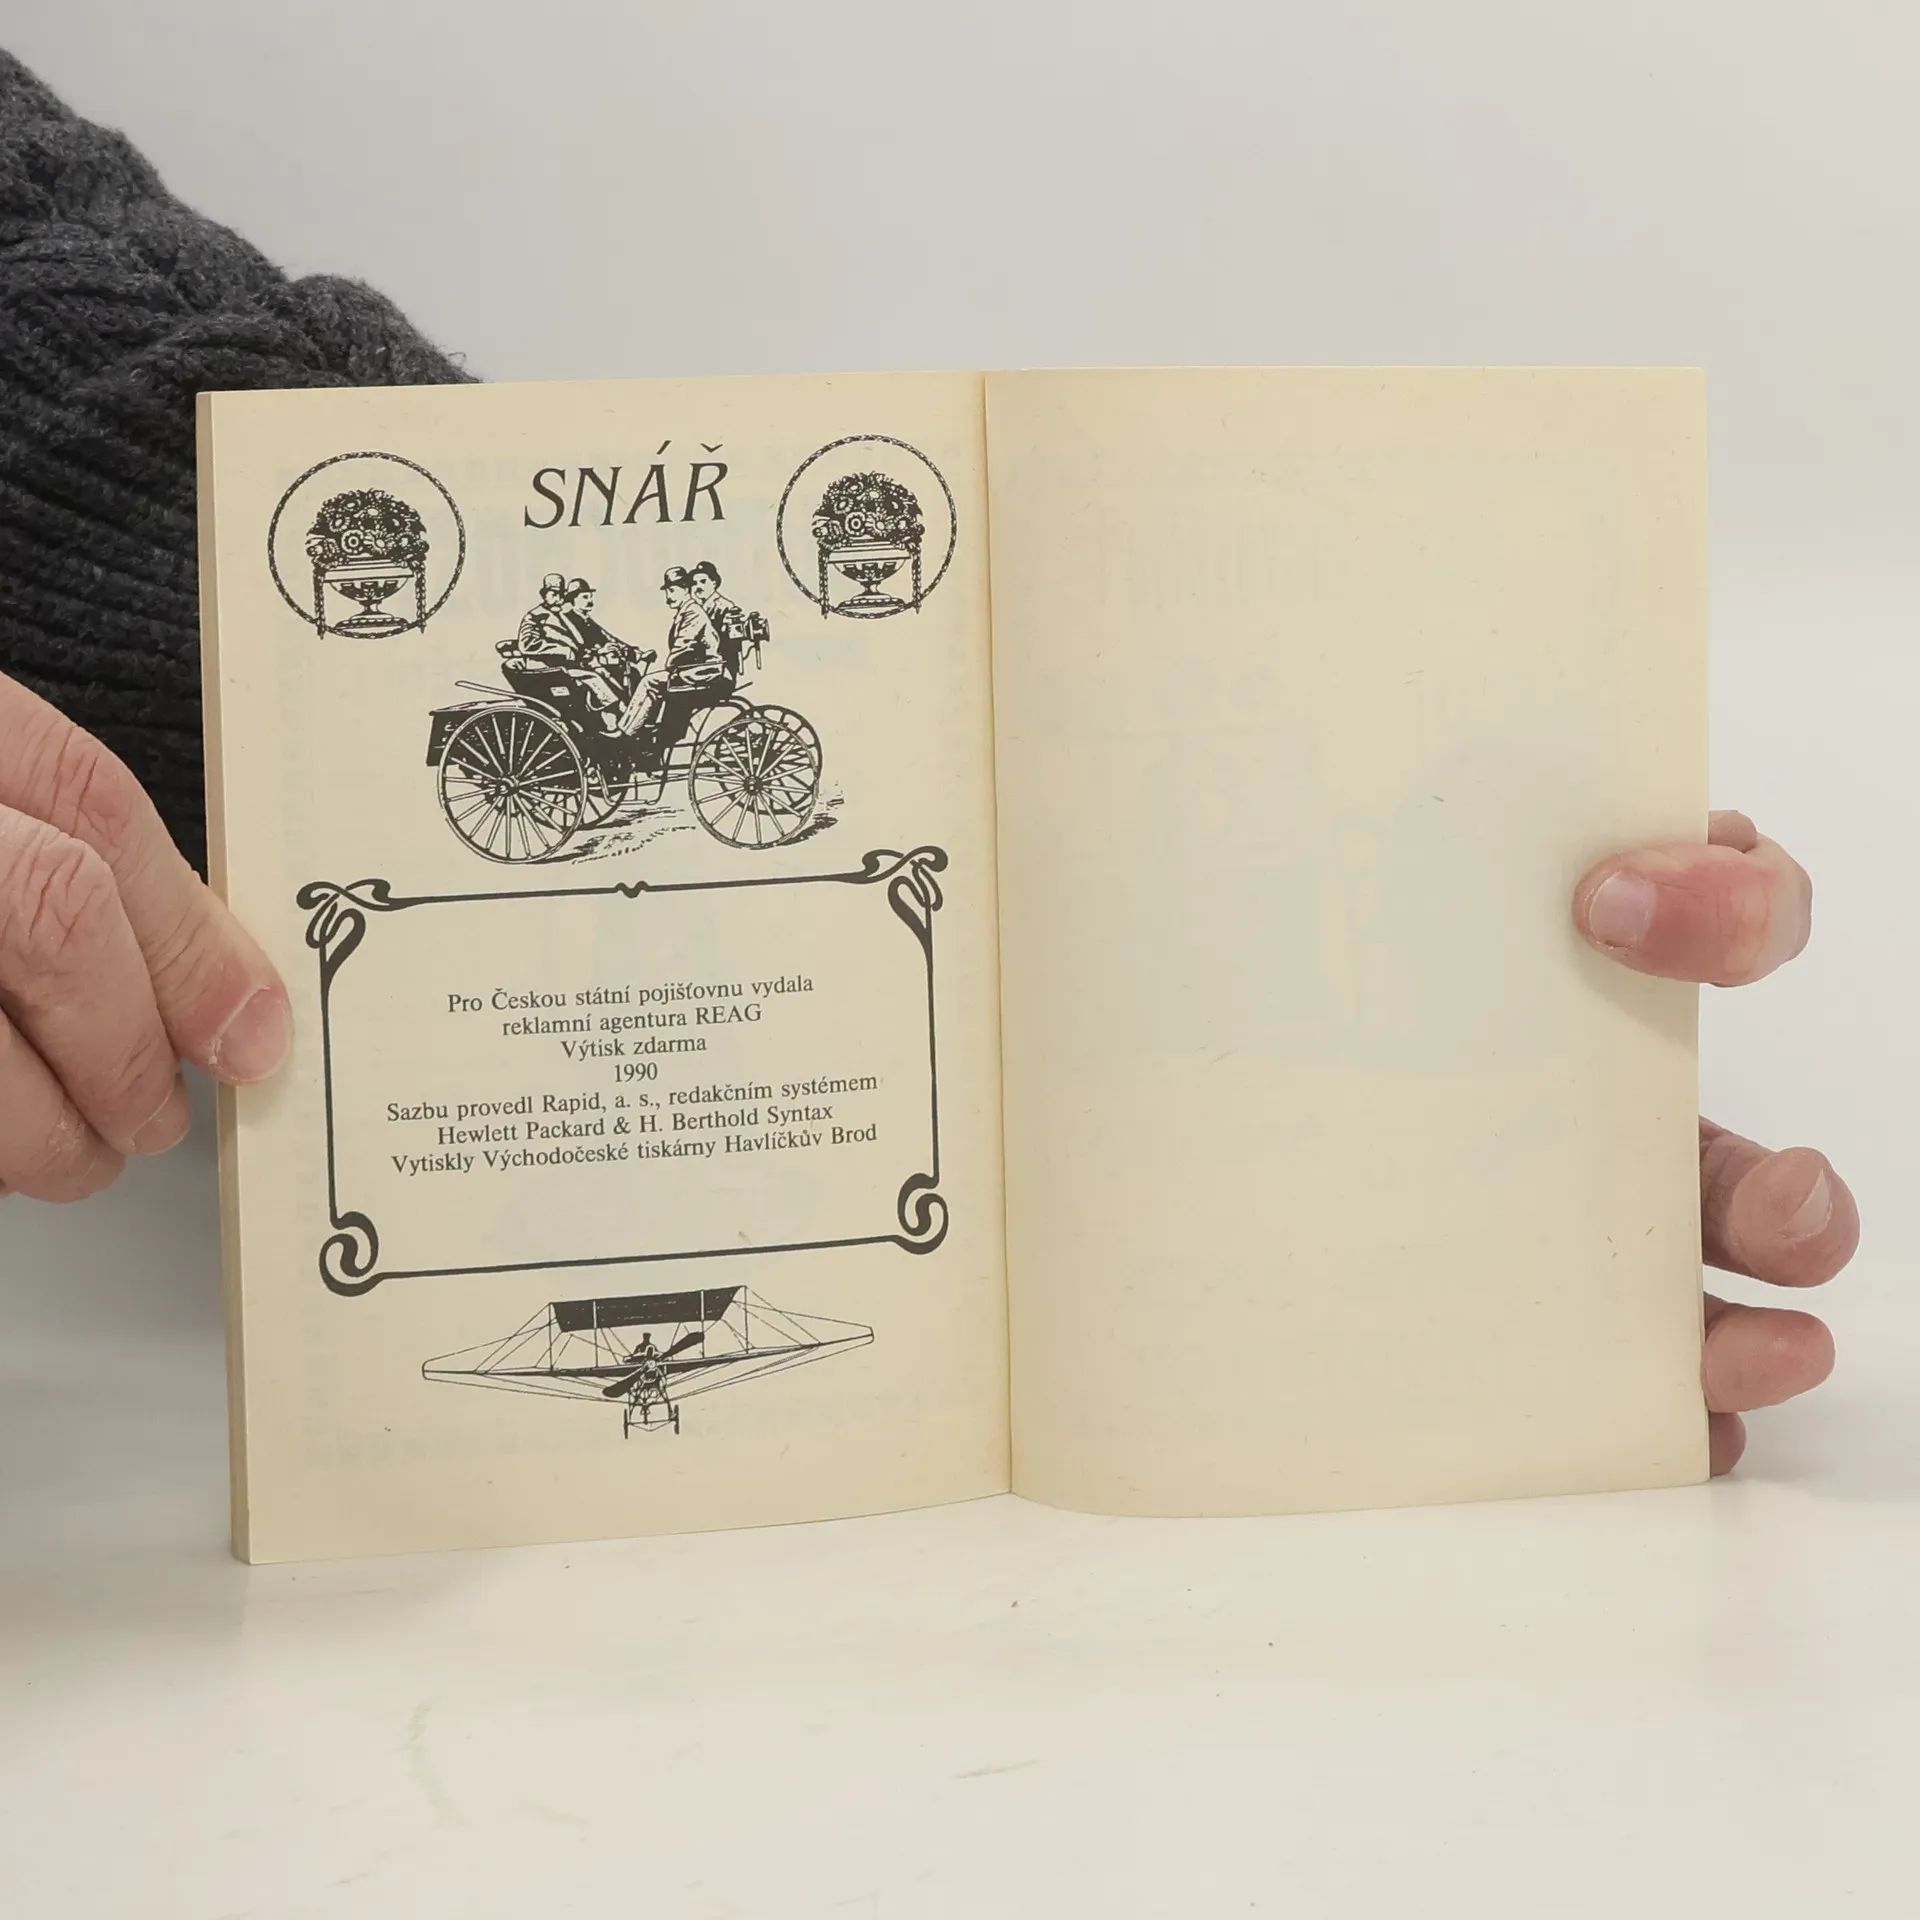 SNÁŘ
Pro Českou státní pojišťovnu vydala
reklamní agentura REAG
Výtisk zdarma
1990
Sazbu provedl Rapid, a. s., redakčním systémem
Hewlett Packard & H. Berthold Syntax
Vytiskly Východočeské tiskárny Havlíčkův Brod